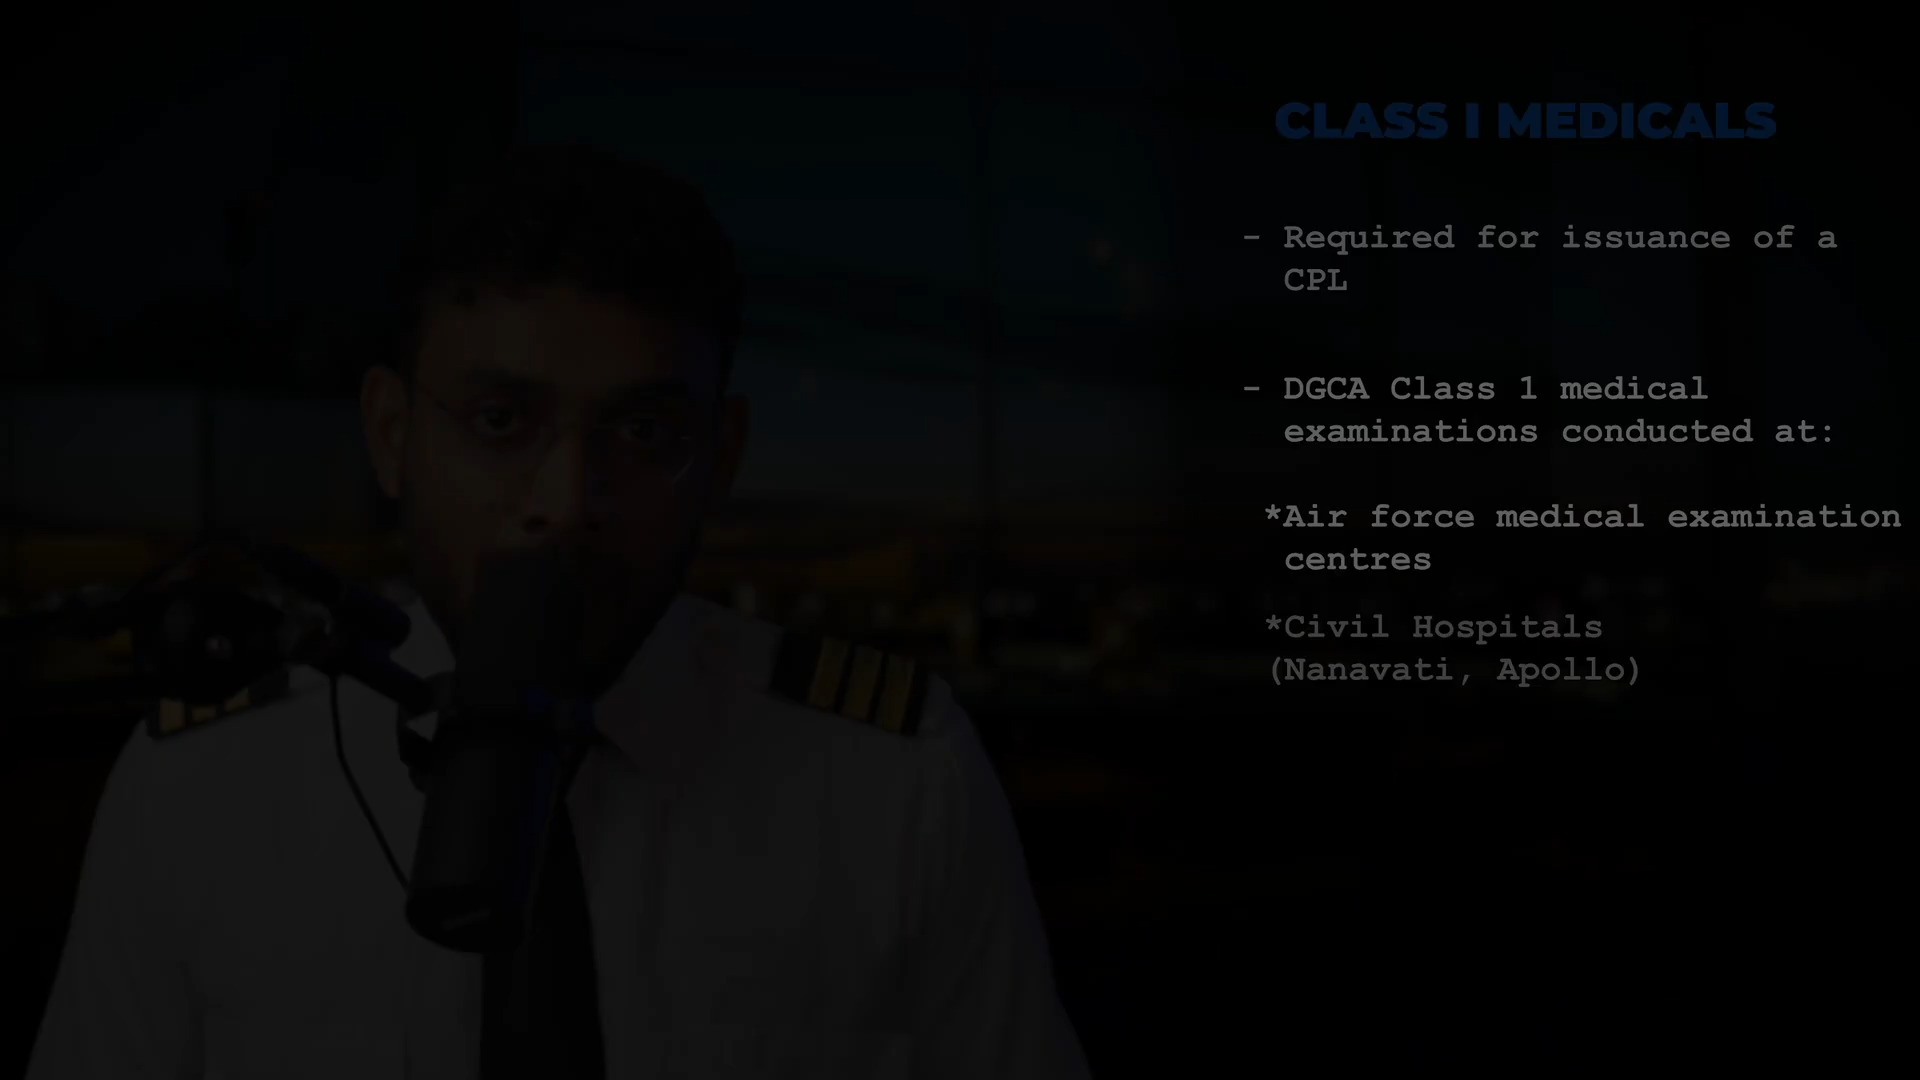 CLASS I MEDICALS
- Required for issuance of a
CPL
- DGCA Class 1 medical
examinations conducted at:
*Air force medical examination
centres
*Civil Hospitals
(Nanavati, Apollo)